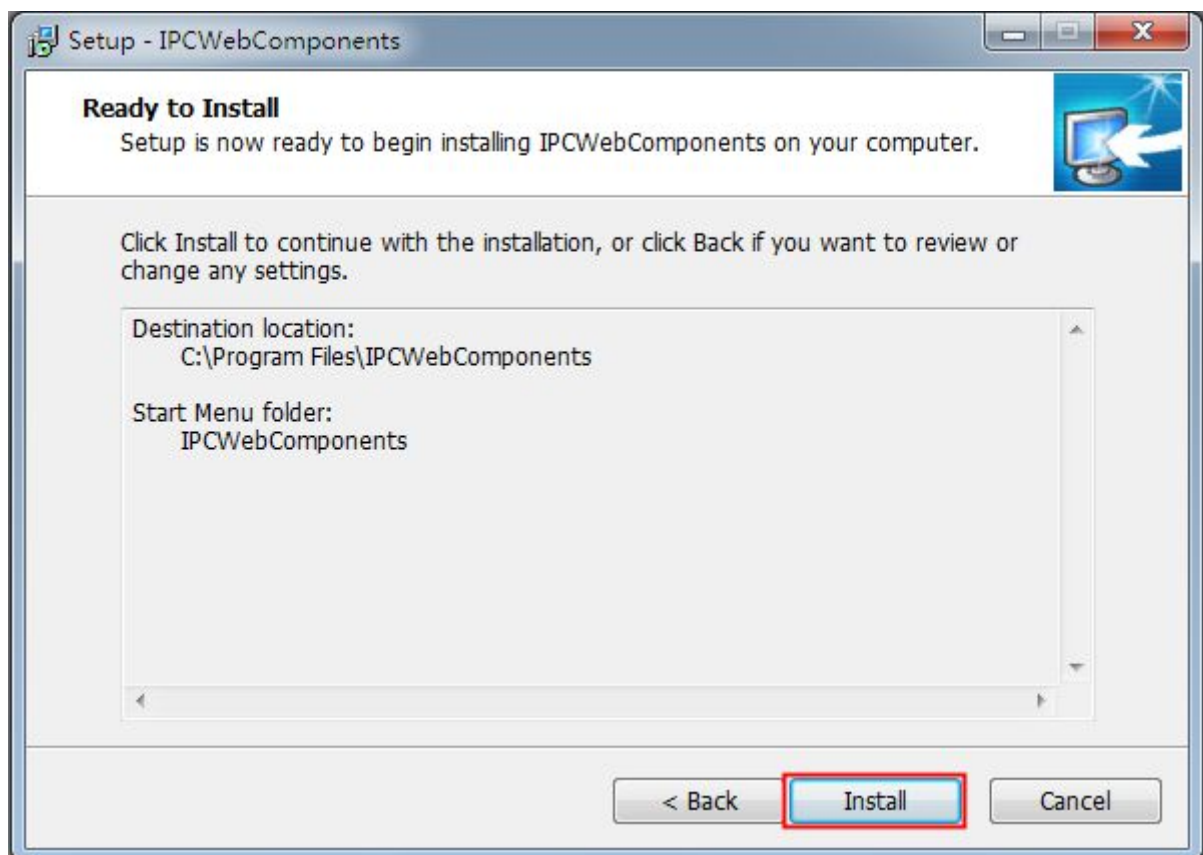 Setup - IPCWebComponents
Ready to Install
Setup is now ready to begin installing IPCWebComponents on your computer.
Click Install to continue with the installation, or click Back if you want to review or
change any settings.
Destination location:
C:\Program Files\IPCWebComponents
Start Menu folder:
IPCWebComponents
< Back
Install
Cancel